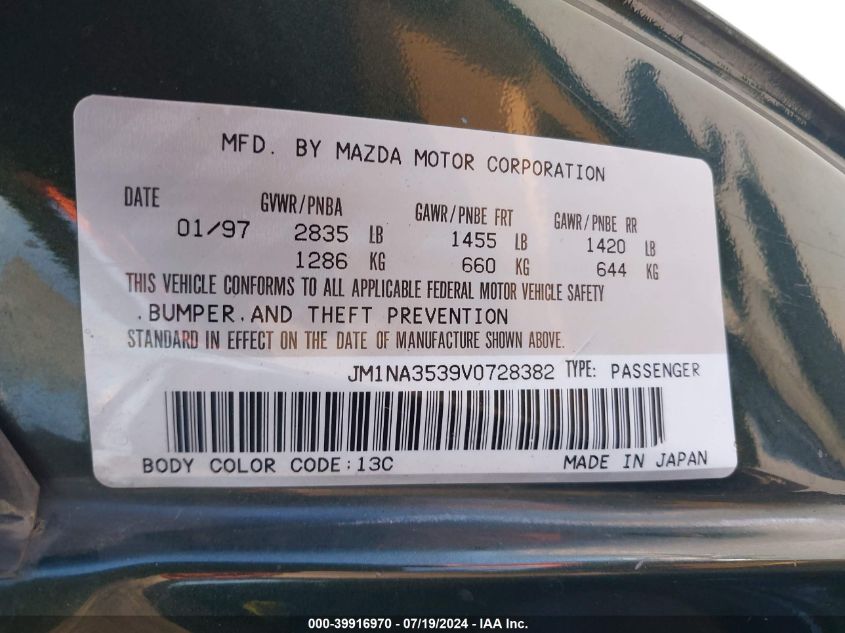 MFD. BY MAZDA MOTOR CORPORATION
DATE GVWR/PNBA GAWR/PNBE FRT GAWR/PNBE RR
01/97 2835 LB 1455 LB 1420 LB
1286 KG 660 KG 644 KG
THIS VEHICLE CONFORMS TO ALL APPLICABLE FEDERAL MOTOR VEHICLE SAFETY
.BUMPER.AND THEFT PREVENTION
STANDARD IN EFFECT ON THE DATE OF MANUFACTURE SHOWN ABOVE.
JM1NA3539V0728382 TYPE: PASSENGER
BODY COLOR CODE:13C MADE IN JAPAN
000-39916970 - 07/19/2024 - IAA Inc.